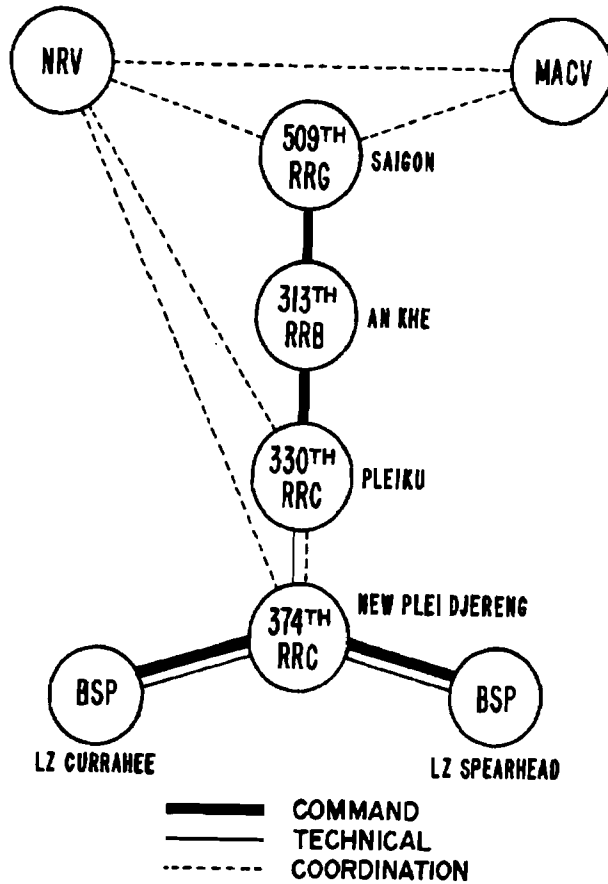 NRV
MACV
509TH
RRG
SAIGON
313TH
RRB
AN KHE
330TH
RRC
PLEIKU
NEW PLEI DJERENG
374TH
RRC
BSP
BSP
LZ CURRAHEE
LZ SPEARHEAD
COMMAND
TECHNICAL
COORDINATION